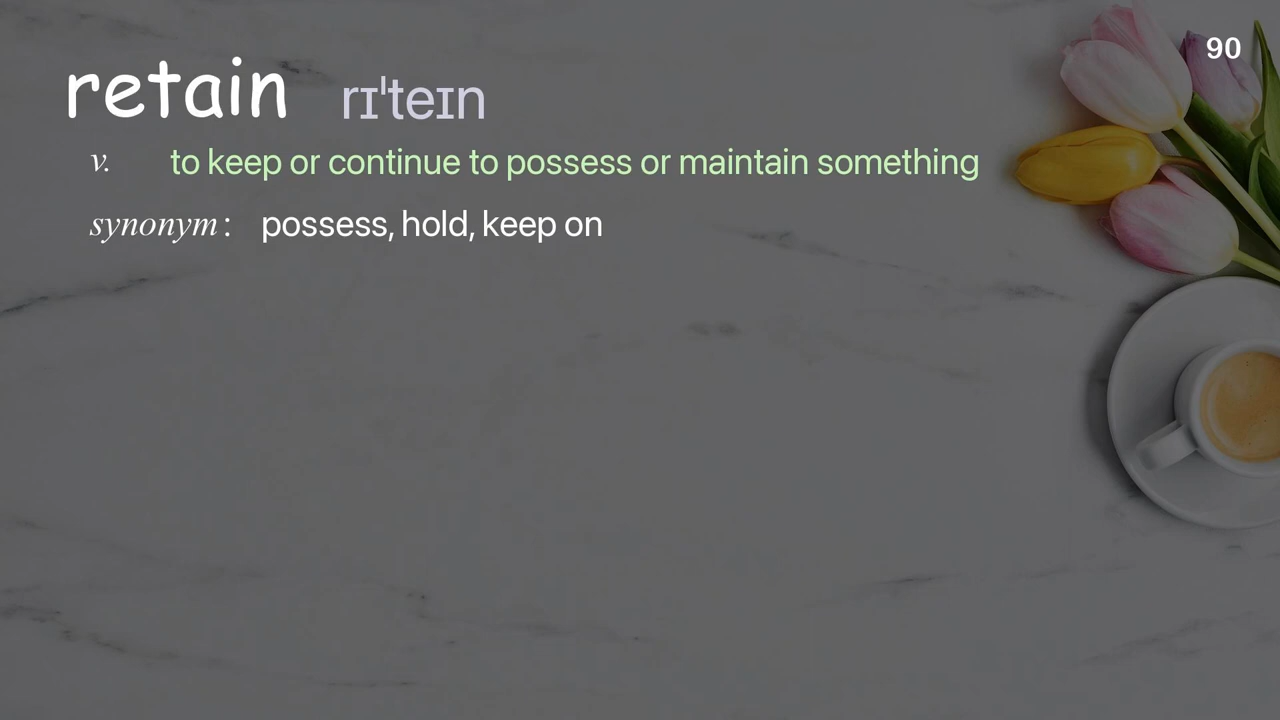 90
retain rɪˈteɪn
v. to keep or continue to possess or maintain something
synonym: possess, hold, keep on